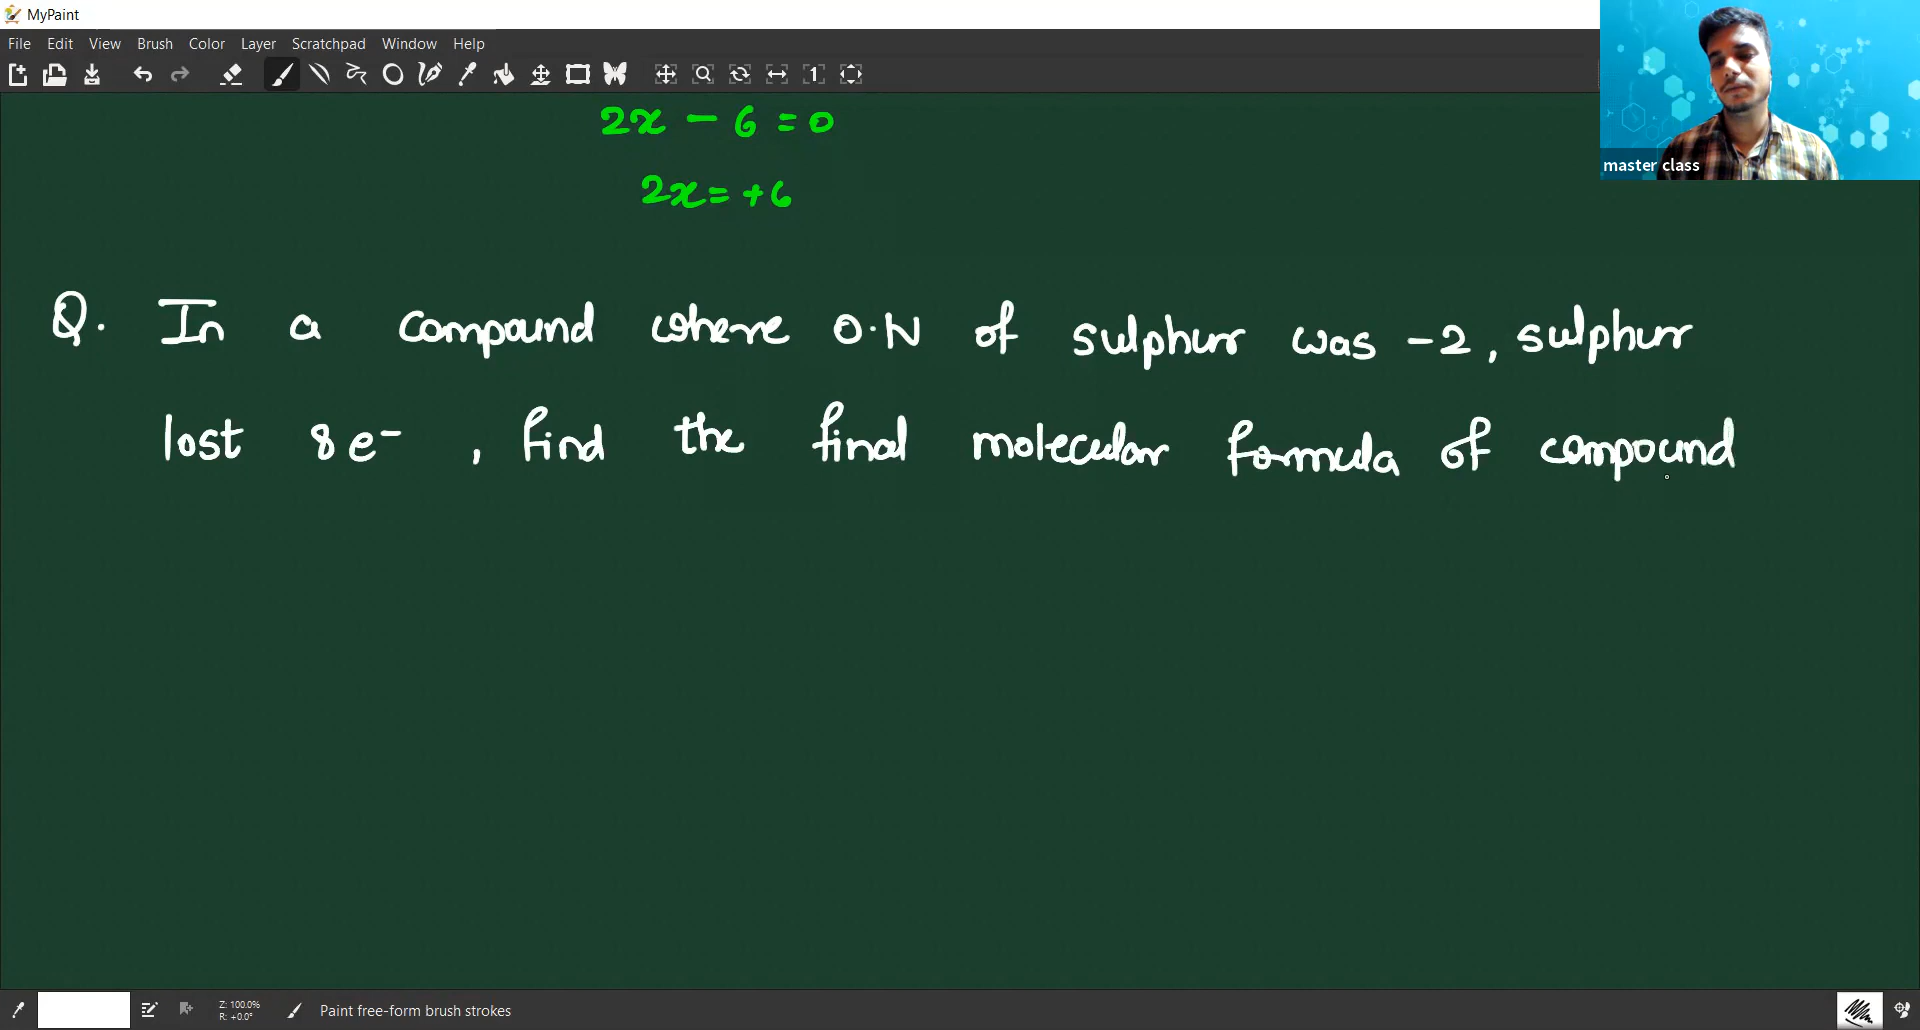 MyPaint
File Edit View Brush Color Layer Scratchpad Window Help
1
master class
2x - 6 = 0
2x = +6
Q. In a compound where O.N of sulphur was -2, sulphur
lost 8e⁻, find the final molecular formula of compound
Z: 100.0%
R: +0.0°
Paint free-form brush strokes